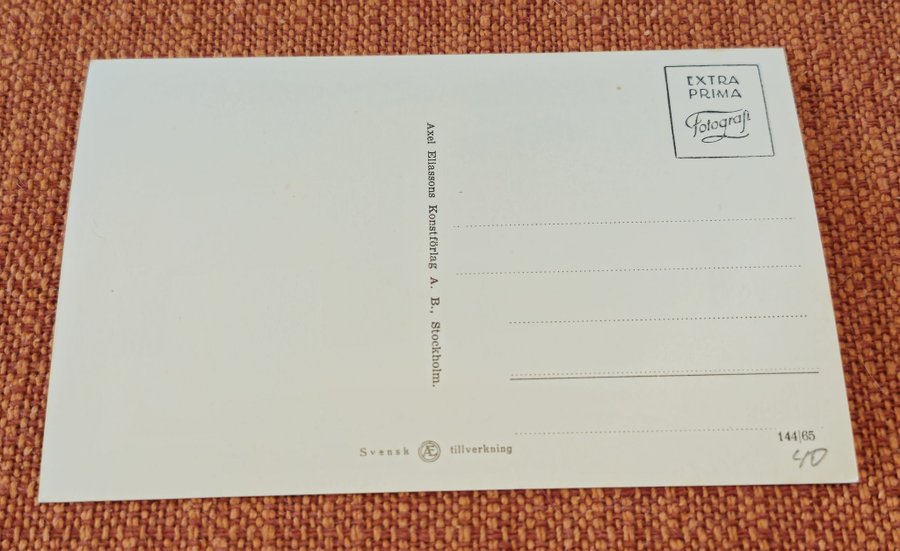 EXTRA
PRIMA
Fotografi
Axel Eliassons Konstförlag A. B., Stockholm.
Svensk Æ tillverkning
144|65
40